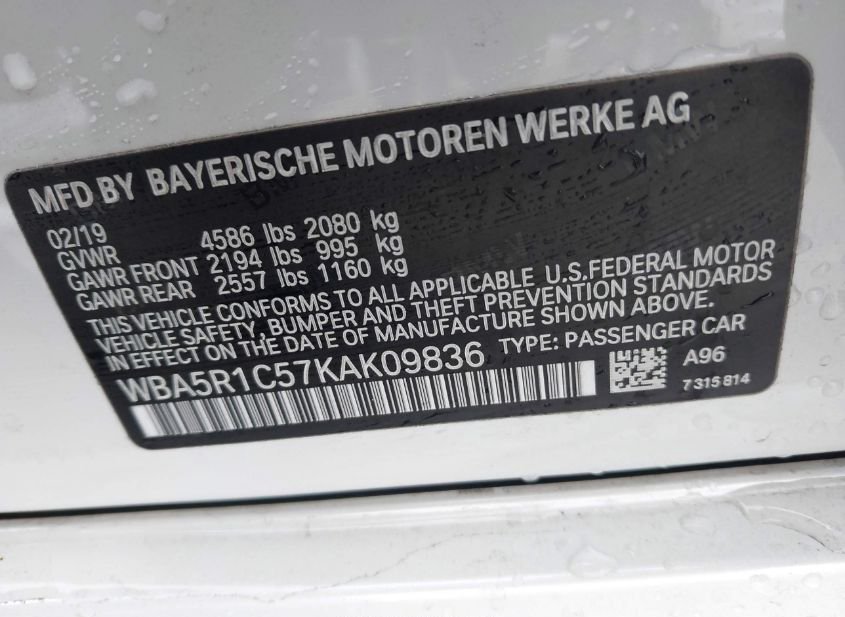 MFD BY BAYERISCHE MOTOREN WERKE AG
02/19
GVWR 4586 lbs 2080 kg
GAWR FRONT 2194 lbs 995 kg
GAWR REAR 2557 lbs 1160 kg
THIS VEHICLE CONFORMS TO ALL APPLICABLE U.S.FEDERAL MOTOR
VEHICLE SAFETY, BUMPER AND THEFT PREVENTION STANDARDS
IN EFFECT ON THE DATE OF MANUFACTURE SHOWN ABOVE.
WBA5R1C57KAK09836 TYPE: PASSENGER CAR
A96
7 315 814